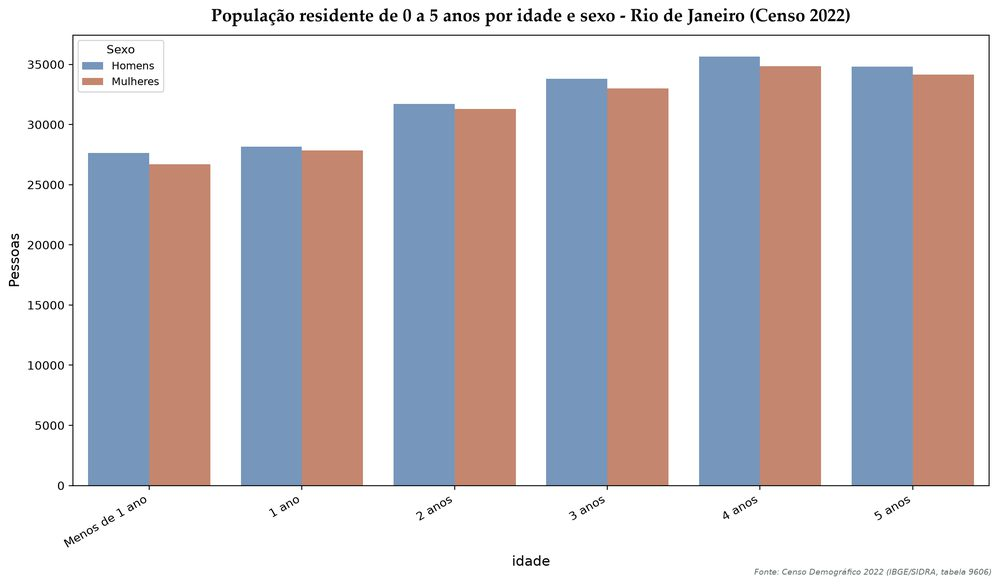 População residente de 0 a 5 anos por idade e sexo - Rio de Janeiro (Censo 2022)
Sexo
Homens
Mulheres
Pessoas
35000
30000
25000
20000
15000
10000
5000
0
Menos de 1 ano
1 ano
2 anos
3 anos
4 anos
5 anos
idade
Fonte: Censo Demográfico 2022 (IBGE/SIDRA, tabela 9606)